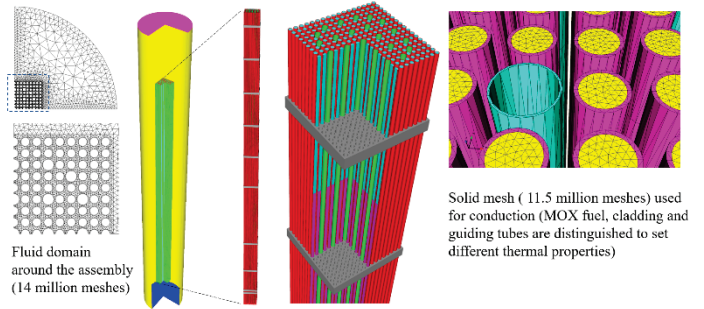 Fluid domain
around the assembly
(14 million meshes)
Solid mesh ( 11.5 million meshes) used
for conduction (MOX fuel, cladding and
guiding tubes are distinguished to set
different thermal properties)